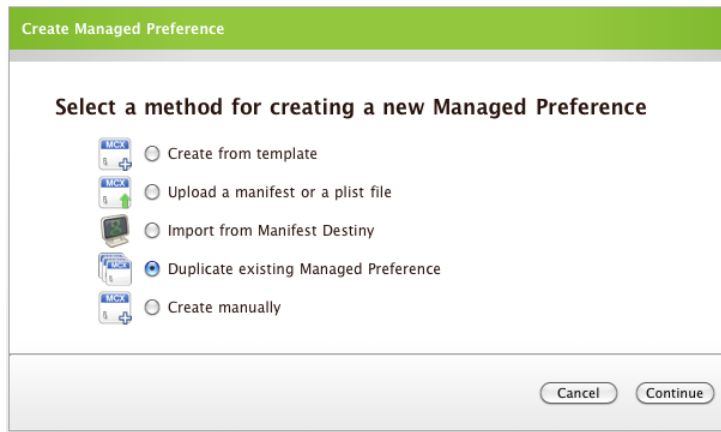 Create Managed Preference
Select a method for creating a new Managed Preference
MCX
Create from template
MCX
Upload a manifest or a plist file
Import from Manifest Destiny
MCX
Duplicate existing Managed Preference
MCX
Create manually
Cancel
Continue